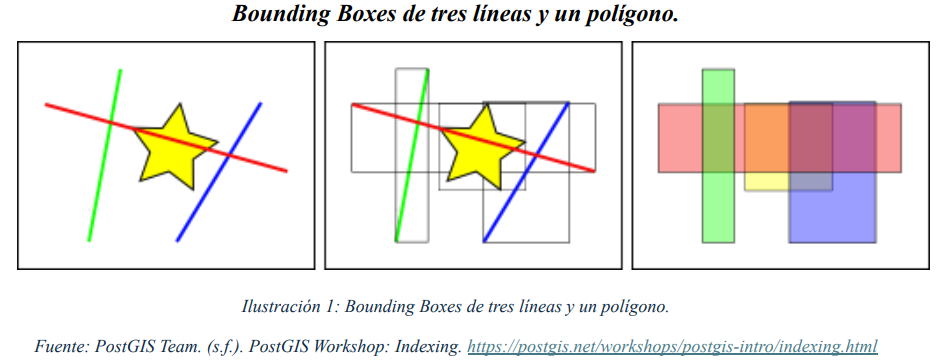 Bounding Boxes de tres líneas y un polígono.
Ilustración 1: Bounding Boxes de tres líneas y un polígono.
Fuente: PostGIS Team. (s.f.). PostGIS Workshop: Indexing. https://postgis.net/workshops/postgis-intro/indexing.html